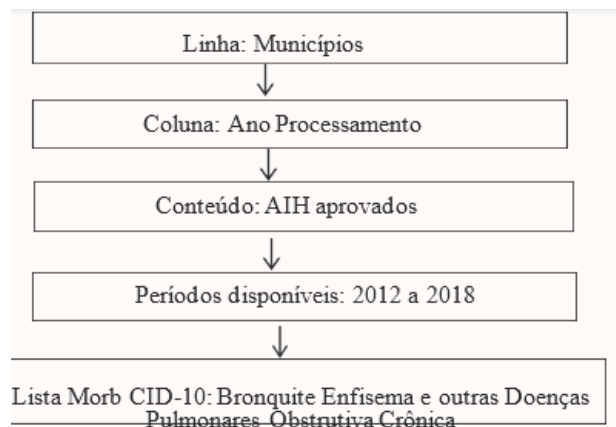 Linha: Municípios
Coluna: Ano Processamento
Conteúdo: AIH aprovados
Períodos disponíveis: 2012 a 2018
Lista Morb CID-10: Bronquite Enfisema e outras Doenças
Pulmonares Obstrutiva Crônica